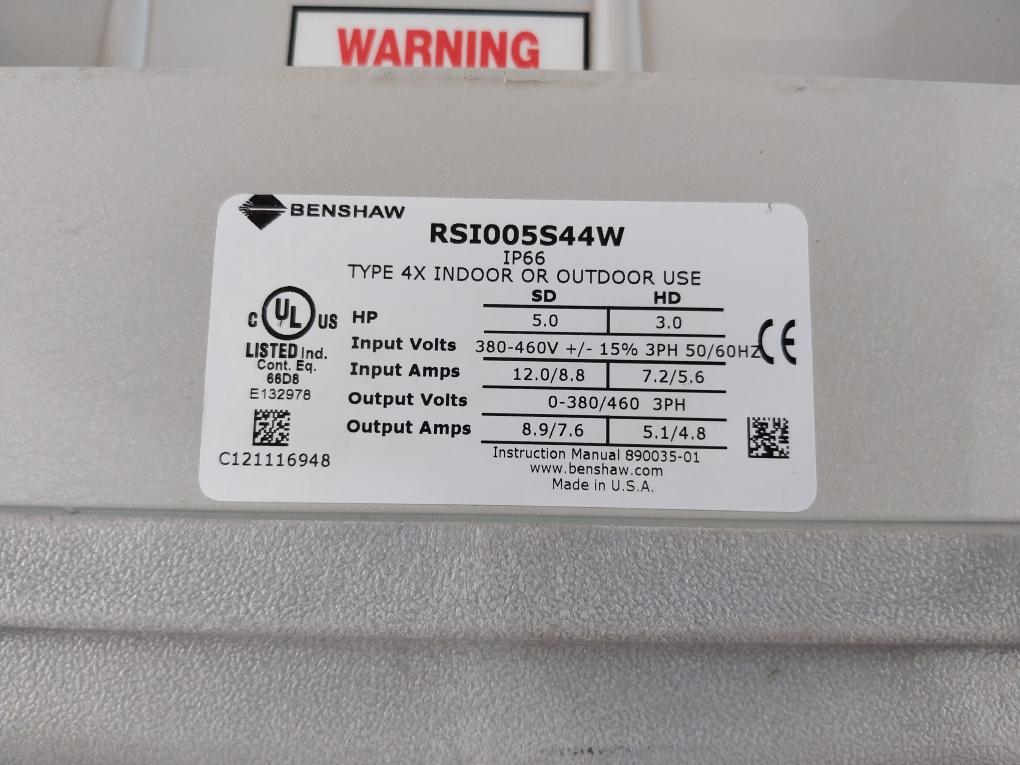 WARNING
BENSHAW
RSI005S44W
IP66
TYPE 4X INDOOR OR OUTDOOR USE
SD HD
HP 5.0 3.0
Input Volts 380-460V +/- 15% 3PH 50/60HZ
Input Amps 12.0/8.8 7.2/5.6
Output Volts 0-380/460 3PH
Output Amps 8.9/7.6 5.1/4.8
C UL US
LISTED Ind.
Cont. Eq.
66D8
E132978
C121116948
CE
Instruction Manual 890035-01
www.benshaw.com
Made in U.S.A.